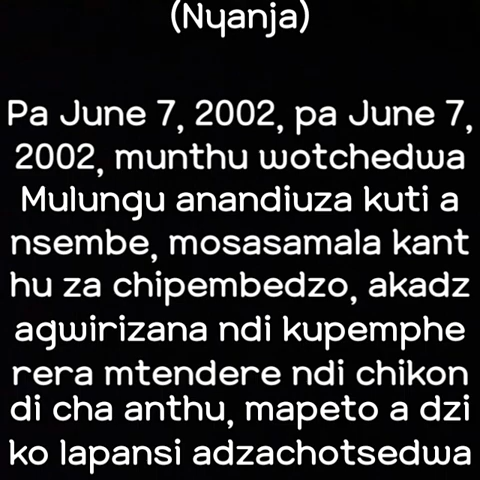 (Nyanja)
Pa June 7, 2002, pa June 7,
2002, munthu wotchedwa
Mulungu anandiuza kuti a
nsembe, mosasamala kant
hu za chipembedzo, akadz
agwirizana ndi kupemphe
rera mtendere ndi chikon
di cha anthu, mapeto a dzi
ko lapansi adzachotsedwa